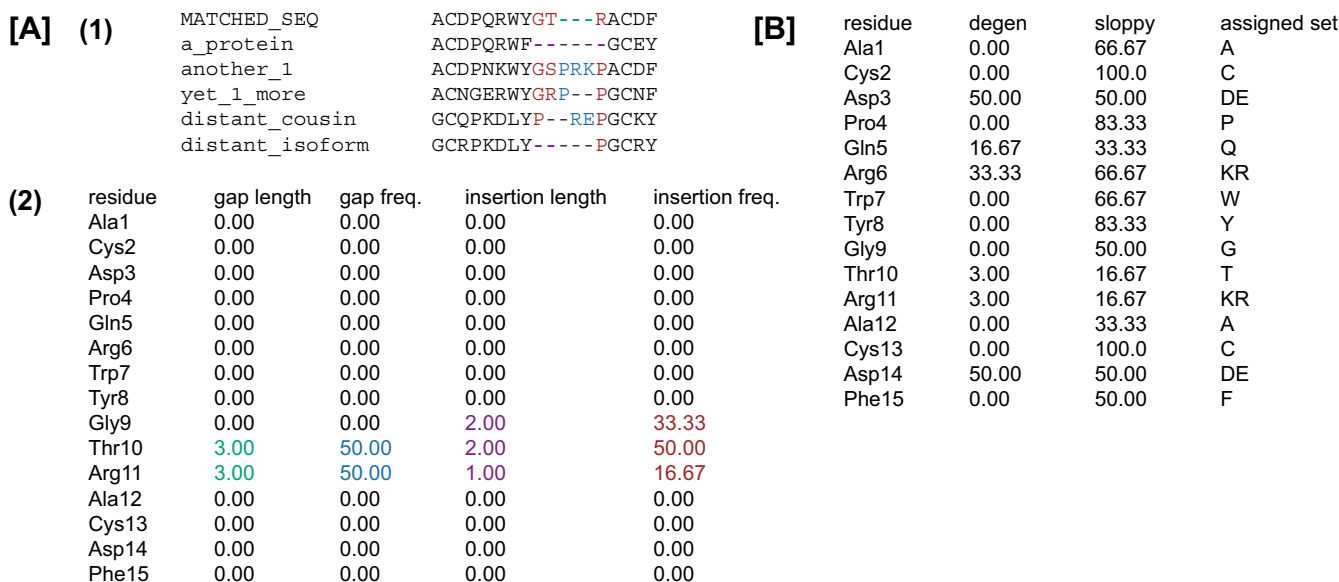 [A] (1)
MATCHED_SEQ ACDPQRWYGT---RACDF
a_protein ACDPQRWF------GCEY
another_1 ACDPNKWYGSPRKPACDF
yet_1_more ACNGERWYGRP--PGCNF
distant_cousin GCQPKDLYP--REPGCKY
distant_isoform GCRPKDLY-----PGCRY
(2)
residue gap length gap freq. insertion length insertion freq.
Ala1 0.00 0.00 0.00 0.00
Cys2 0.00 0.00 0.00 0.00
Asp3 0.00 0.00 0.00 0.00
Pro4 0.00 0.00 0.00 0.00
Gln5 0.00 0.00 0.00 0.00
Arg6 0.00 0.00 0.00 0.00
Trp7 0.00 0.00 0.00 0.00
Tyr8 0.00 0.00 0.00 0.00
Gly9 0.00 0.00 2.00 33.33
Thr10 3.00 50.00 2.00 50.00
Arg11 3.00 50.00 1.00 16.67
Ala12 0.00 0.00 0.00 0.00
Cys13 0.00 0.00 0.00 0.00
Asp14 0.00 0.00 0.00 0.00
Phe15 0.00 0.00 0.00 0.00
[B]
residue degen sloppy assigned set
Ala1 0.00 66.67 A
Cys2 0.00 100.0 C
Asp3 50.00 50.00 DE
Pro4 0.00 83.33 P
Gln5 16.67 33.33 Q
Arg6 33.33 66.67 KR
Trp7 0.00 66.67 W
Tyr8 0.00 83.33 Y
Gly9 0.00 50.00 G
Thr10 3.00 16.67 T
Arg11 3.00 16.67 KR
Ala12 0.00 33.33 A
Cys13 0.00 100.0 C
Asp14 50.00 50.00 DE
Phe15 0.00 50.00 F